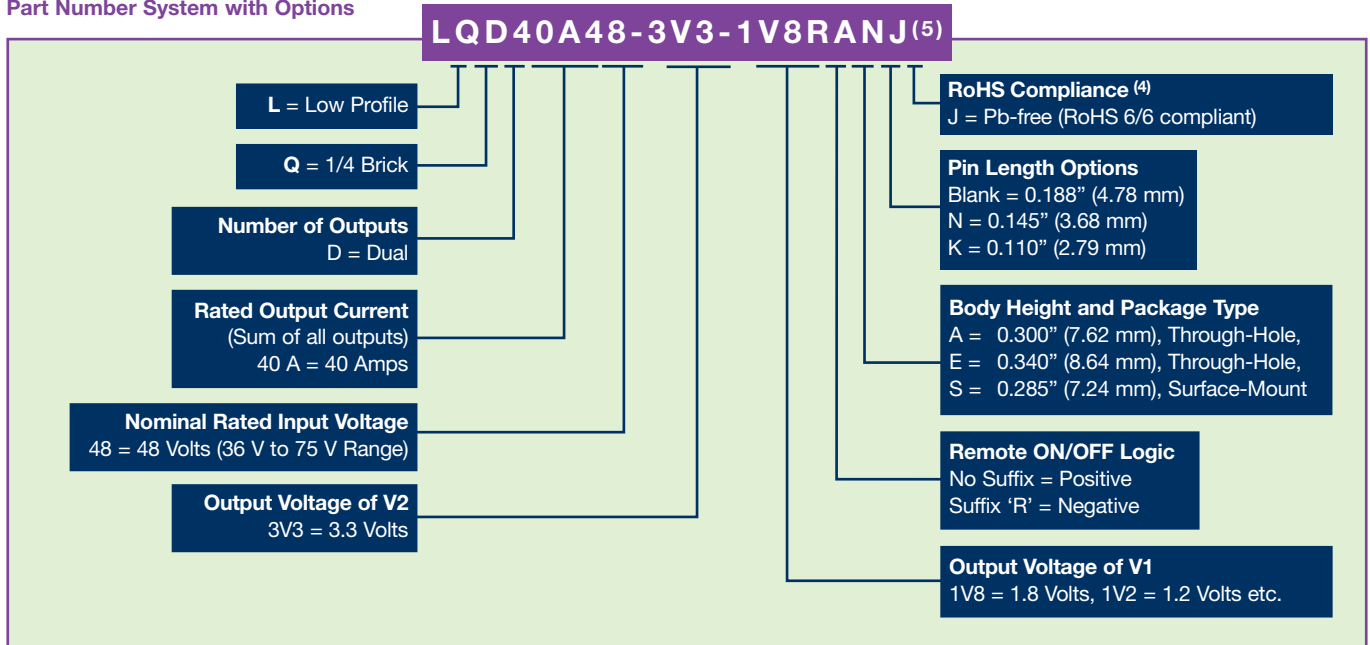 Part Number System with Options
LQD40A48-3V3-1V8RANJ(5)
L = Low Profile
Q = 1/4 Brick
Number of Outputs
D = Dual
Rated Output Current
(Sum of all outputs)
40 A = 40 Amps
Nominal Rated Input Voltage
48 = 48 Volts (36 V to 75 V Range)
Output Voltage of V2
3V3 = 3.3 Volts
RoHS Compliance (4)
J = Pb-free (RoHS 6/6 compliant)
Pin Length Options
Blank = 0.188” (4.78 mm)
N = 0.145” (3.68 mm)
K = 0.110” (2.79 mm)
Body Height and Package Type
A = 0.300” (7.62 mm), Through-Hole,
E = 0.340” (8.64 mm), Through-Hole,
S = 0.285” (7.24 mm), Surface-Mount
Remote ON/OFF Logic
No Suffix = Positive
Suffix ‘R’ = Negative
Output Voltage of V1
1V8 = 1.8 Volts, 1V2 = 1.2 Volts etc.